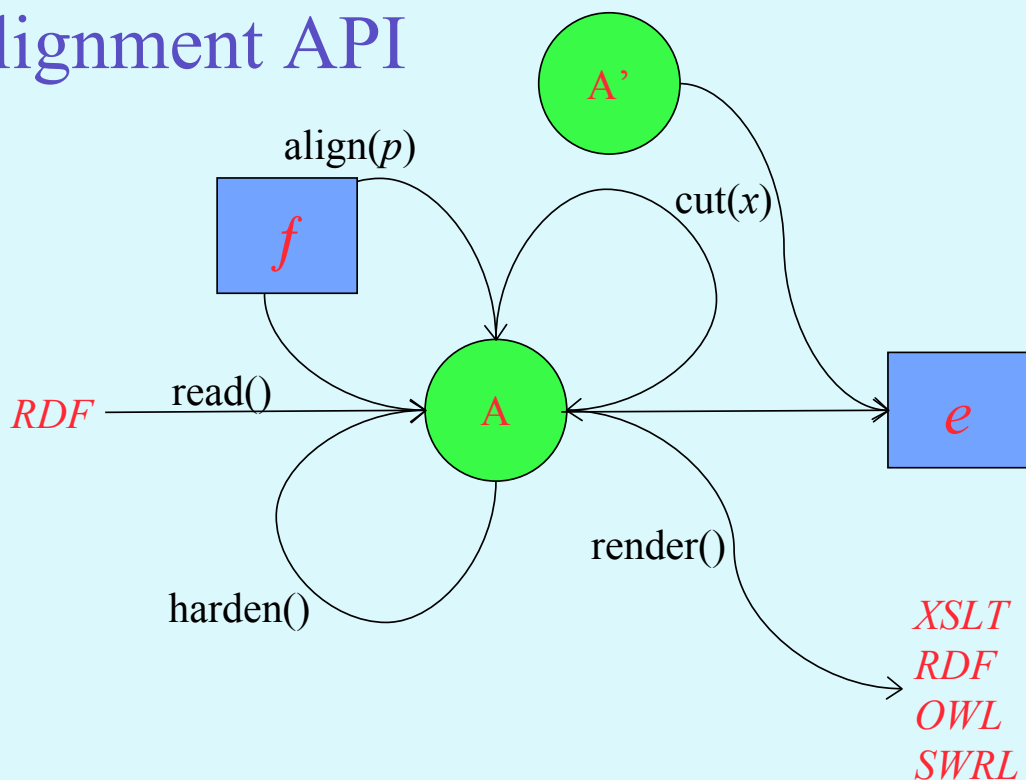 lignment API
A’
align(p)
cut(x)
f
read()
RDF
A
e
render()
harden()
XSLT
RDF
OWL
SWRL